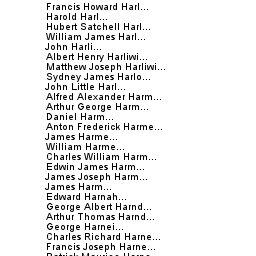 Francis Howard Harl...
Harold Harl...
Hubert Satchell Harl...
William James Harl...
John Harli...
Albert Henry Harliwi...
Matthew Joseph Harliwi...
Sydney James Harlo...
John Little Harl...
Alfred Alexander Harm...
Arthur George Harm...
Daniel Harm...
Anton Frederick Harme...
James Harme...
William Harme...
Charles William Harm...
Edwin James Harm...
James Joseph Harm...
James Harm...
Edward Harnah...
George Albert Harnd...
Arthur Thomas Harnd...
George Harnei...
Charles Richard Harne...
Francis Joseph Harne...
Patrick Maurice Harne...